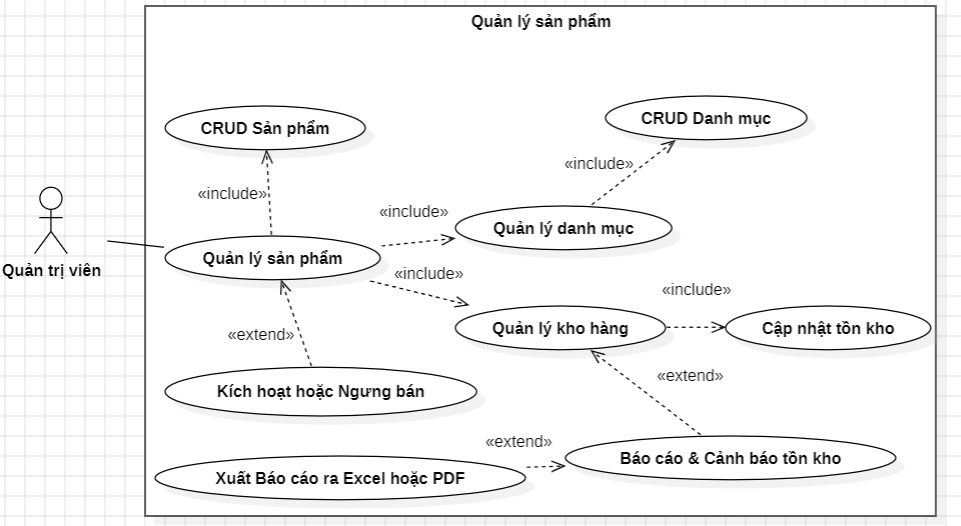 Quản lý sản phẩm
CRUD Sản phẩm
CRUD Danh mục
«include»
«include»
«include»
Quản lý danh mục
Quản trị viên
Quản lý sản phẩm
«include»
«include»
Quản lý kho hàng
Cập nhật tồn kho
«extend»
«extend»
Kích hoạt hoặc Ngưng bán
«extend»
Báo cáo & Cảnh báo tồn kho
Xuất Báo cáo ra Excel hoặc PDF